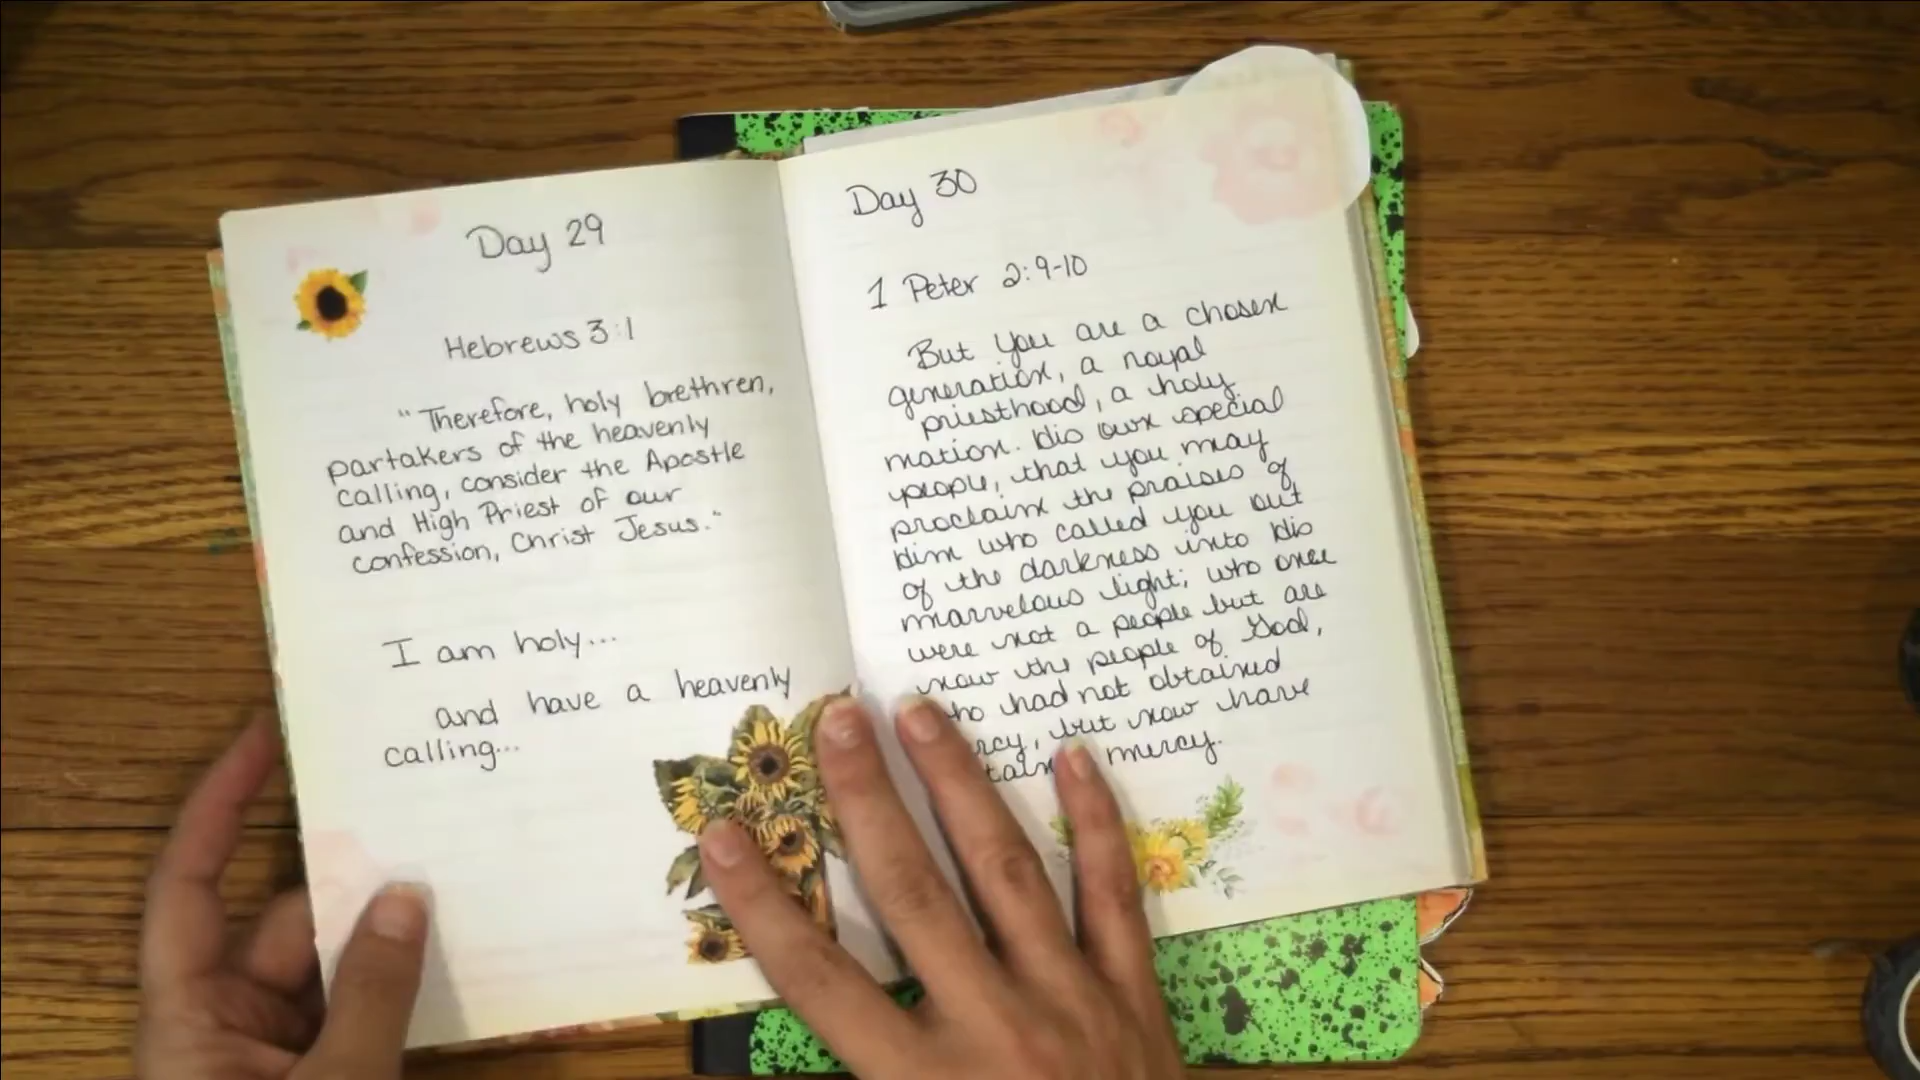 Day 29
Hebrews 3:1
"Therefore, holy brethren,
partakers of the heavenly
calling, consider the Apostle
and High Priest of our
confession, Christ Jesus."
I am holy...
and have a heavenly
calling...
Day 30
1 Peter 2:9-10
But you are a chosen
generation, a royal
priesthood, a holy
nation. His own special
people, that you may
proclaim the praises of
Him who called you out
of the darkness into His
marvelous light; who once
were not a people but are
now the people of God,
had not obtained
but now have
mercy.